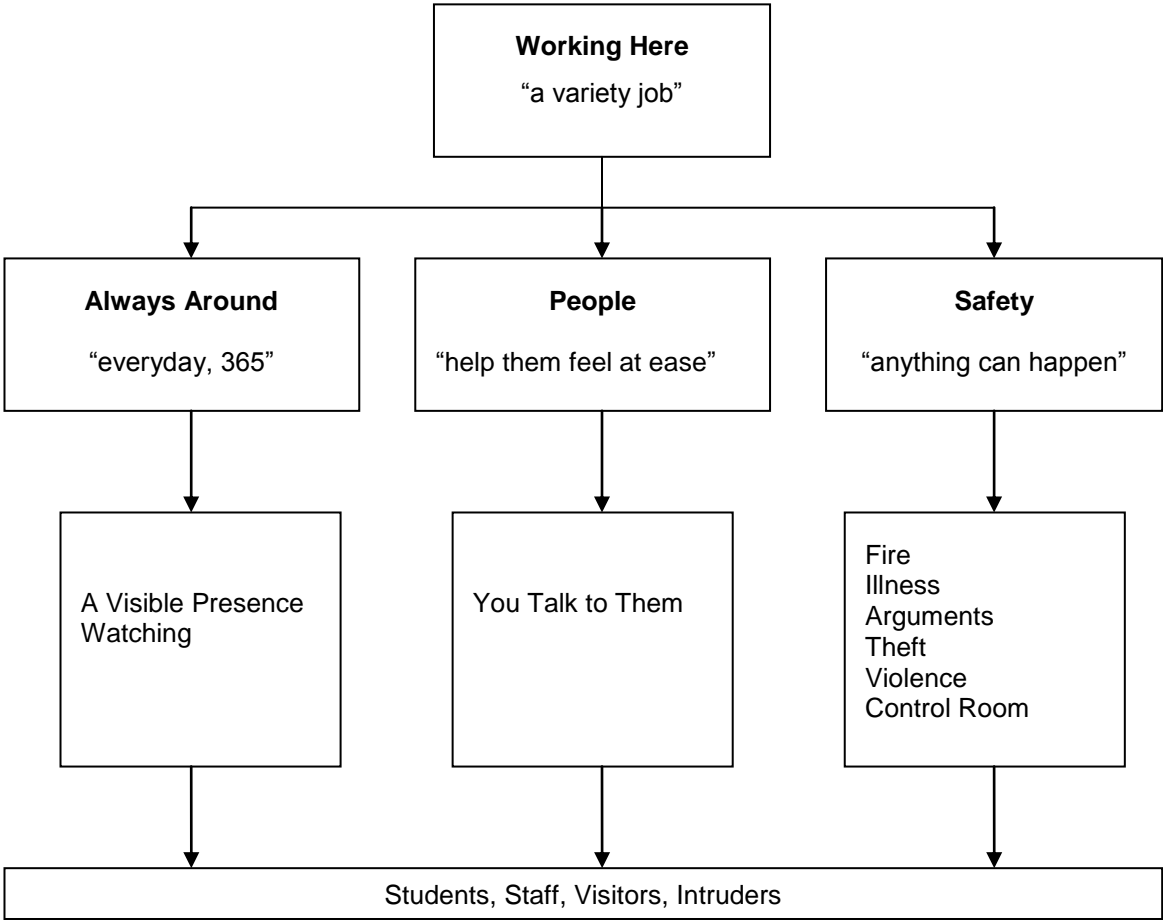 Working Here
“a variety job”
Always Around
“everyday, 365”
People
“help them feel at ease”
Safety
“anything can happen”
A Visible Presence
Watching
You Talk to Them
Fire
Illness
Arguments
Theft
Violence
Control Room
Students, Staff, Visitors, Intruders